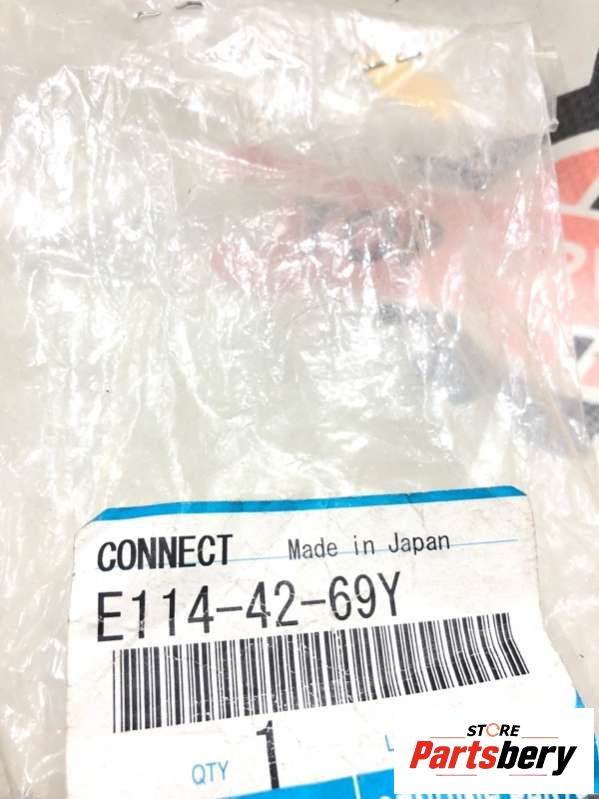 CONNECT Made in Japan
E114-42-69Y
QTY 1 L
STORE
Partsbery